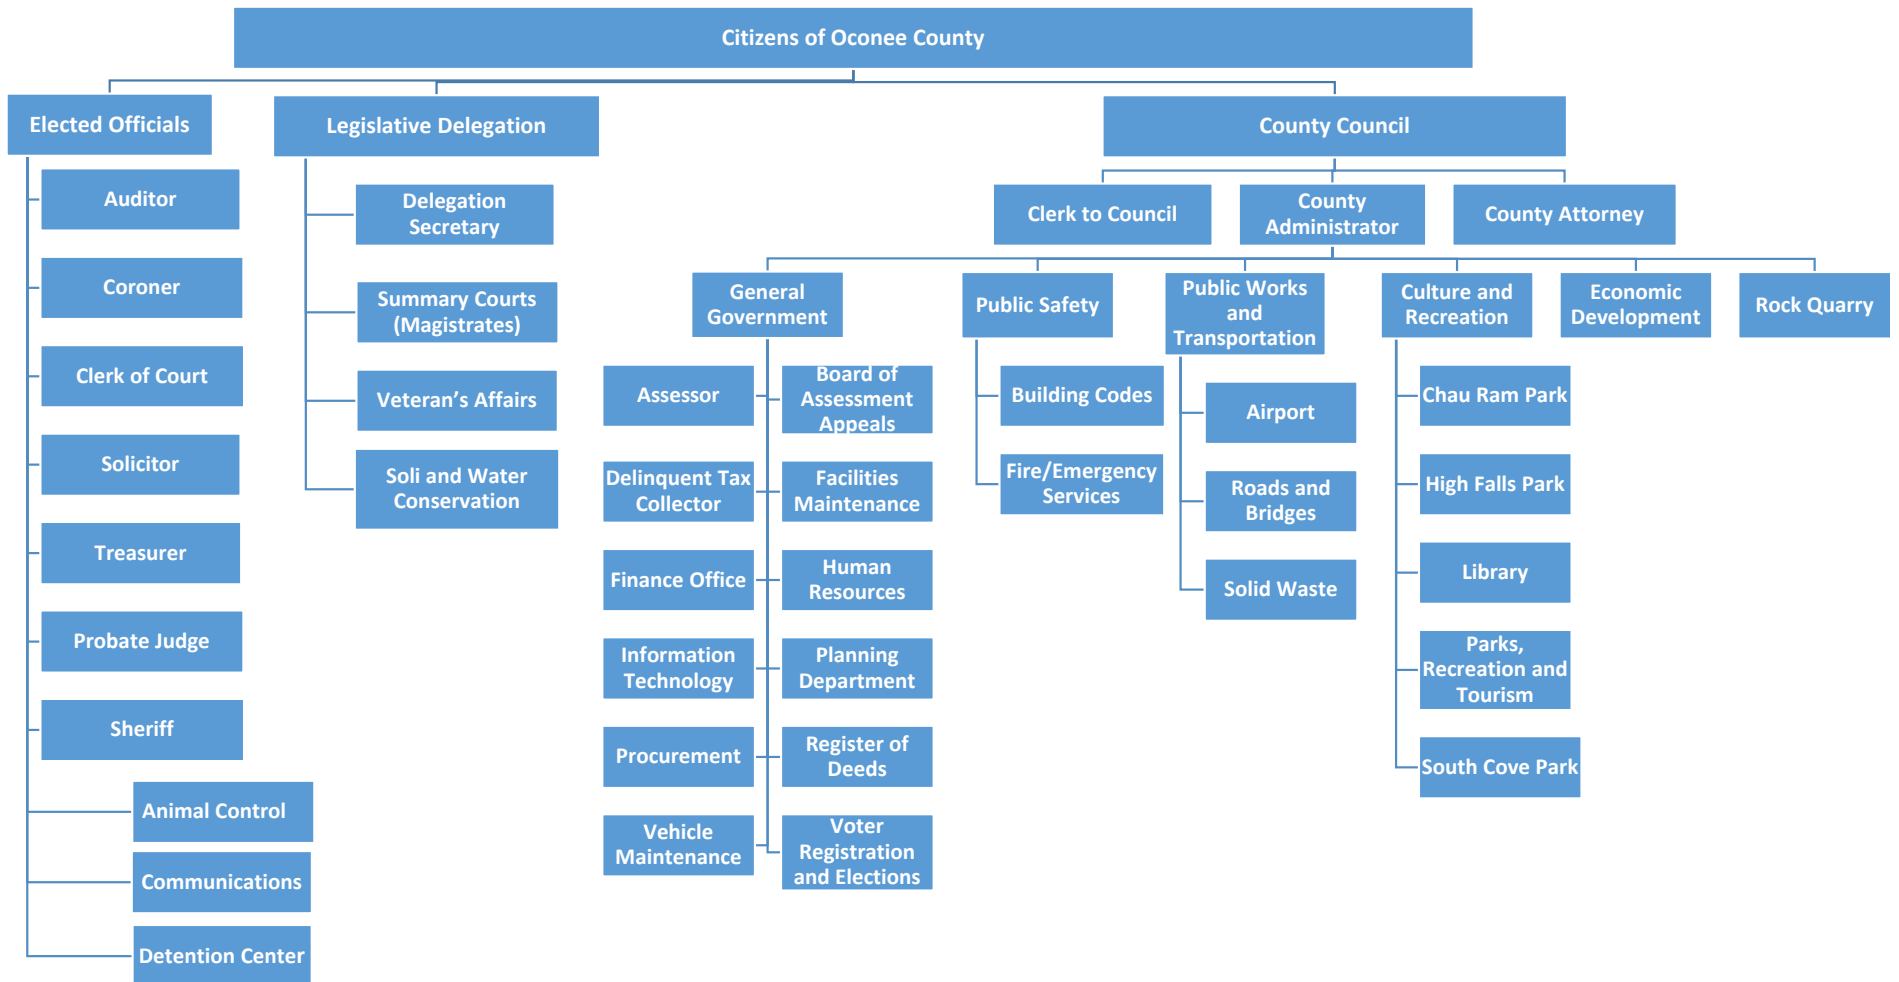 Citizens of Oconee County
Elected Officials
Legislative Delegation
County Council
Auditor
Coroner
Clerk of Court
Solicitor
Treasurer
Probate Judge
Sheriff
Animal Control
Communications
Detention Center
Delegation
Secretary
Summary Courts
(Magistrates)
Veteran’s Affairs
Soli and Water
Conservation
Clerk to Council
County
Administrator
County Attorney
General
Government
Public Safety
Public Works
and
Transportation
Culture and
Recreation
Economic
Development
Rock Quarry
Assessor
Board of
Assessment
Appeals
Delinquent Tax
Collector
Facilities
Maintenance
Finance Office
Human
Resources
Information
Technology
Planning
Department
Procurement
Register of
Deeds
Vehicle
Maintenance
Voter
Registration
and Elections
Building Codes
Fire/Emergency
Services
Airport
Roads and
Bridges
Solid Waste
Chau Ram Park
High Falls Park
Library
Parks,
Recreation and
Tourism
South Cove Park